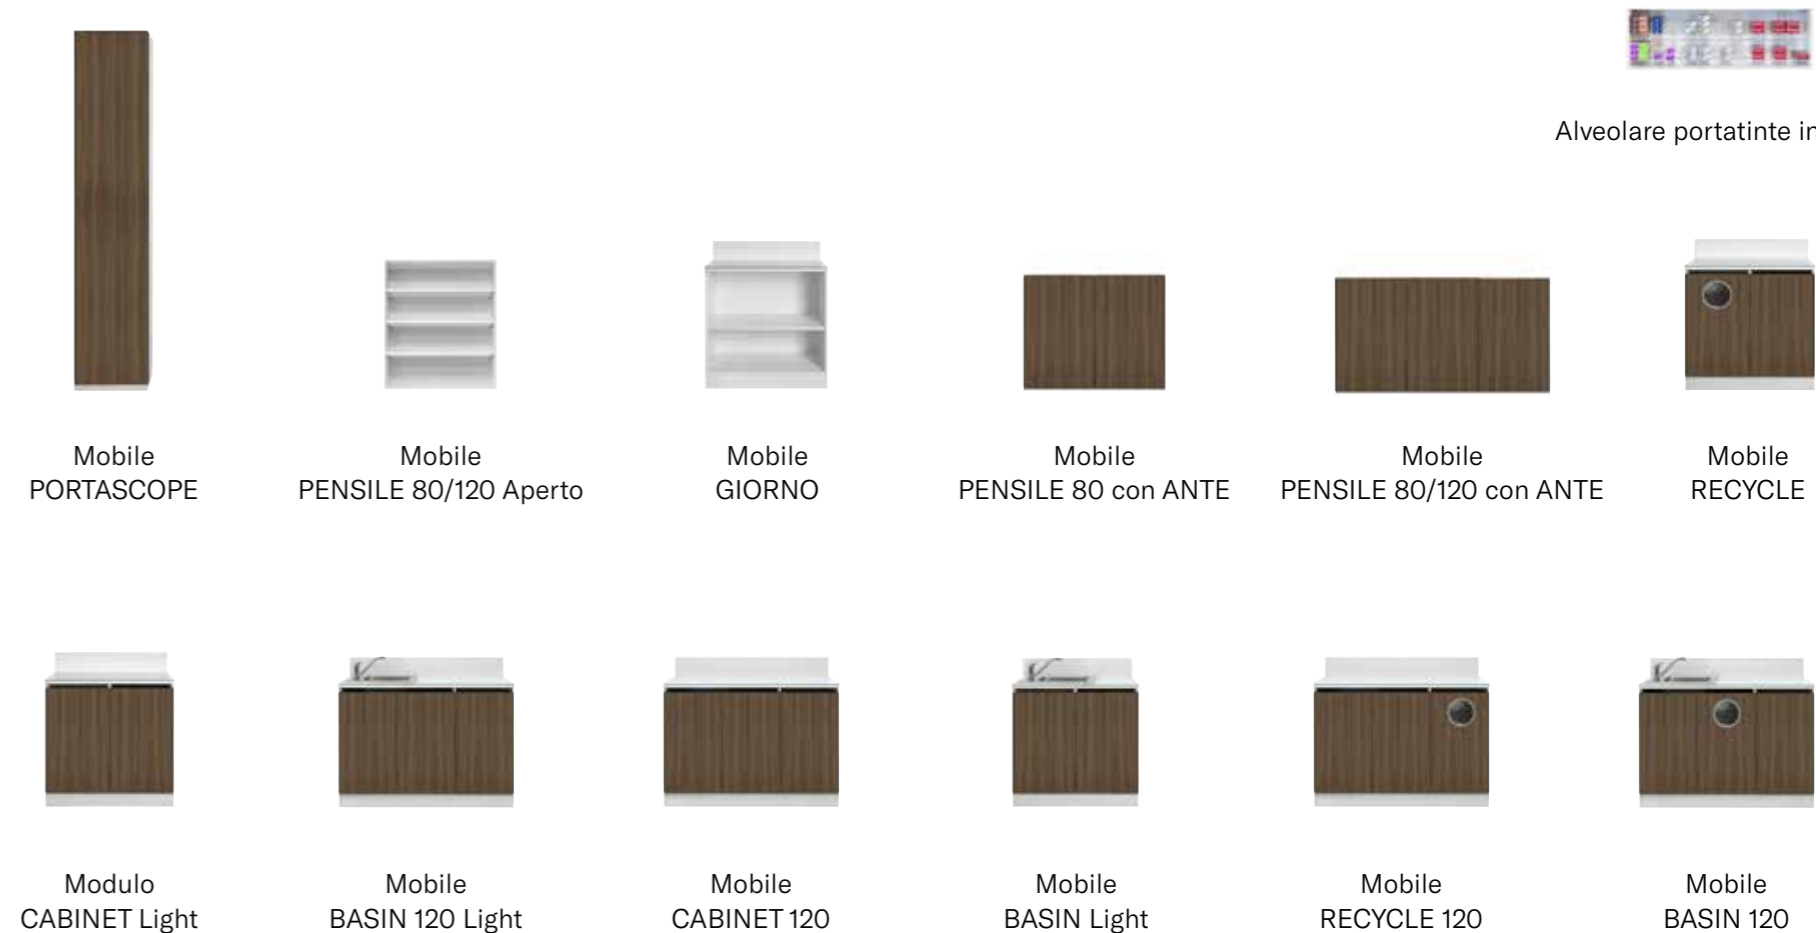 Alveolare portatinte in
Mobile
PORTASCOPE
Mobile
PENSILE 80/120 Aperto
Mobile
GIORNO
Mobile
PENSILE 80 con ANTE
Mobile
PENSILE 80/120 con ANTE
Mobile
RECYCLE
Modulo
CABINET Light
Mobile
BASIN 120 Light
Mobile
CABINET 120
Mobile
BASIN Light
Mobile
RECYCLE 120
Mobile
BASIN 120